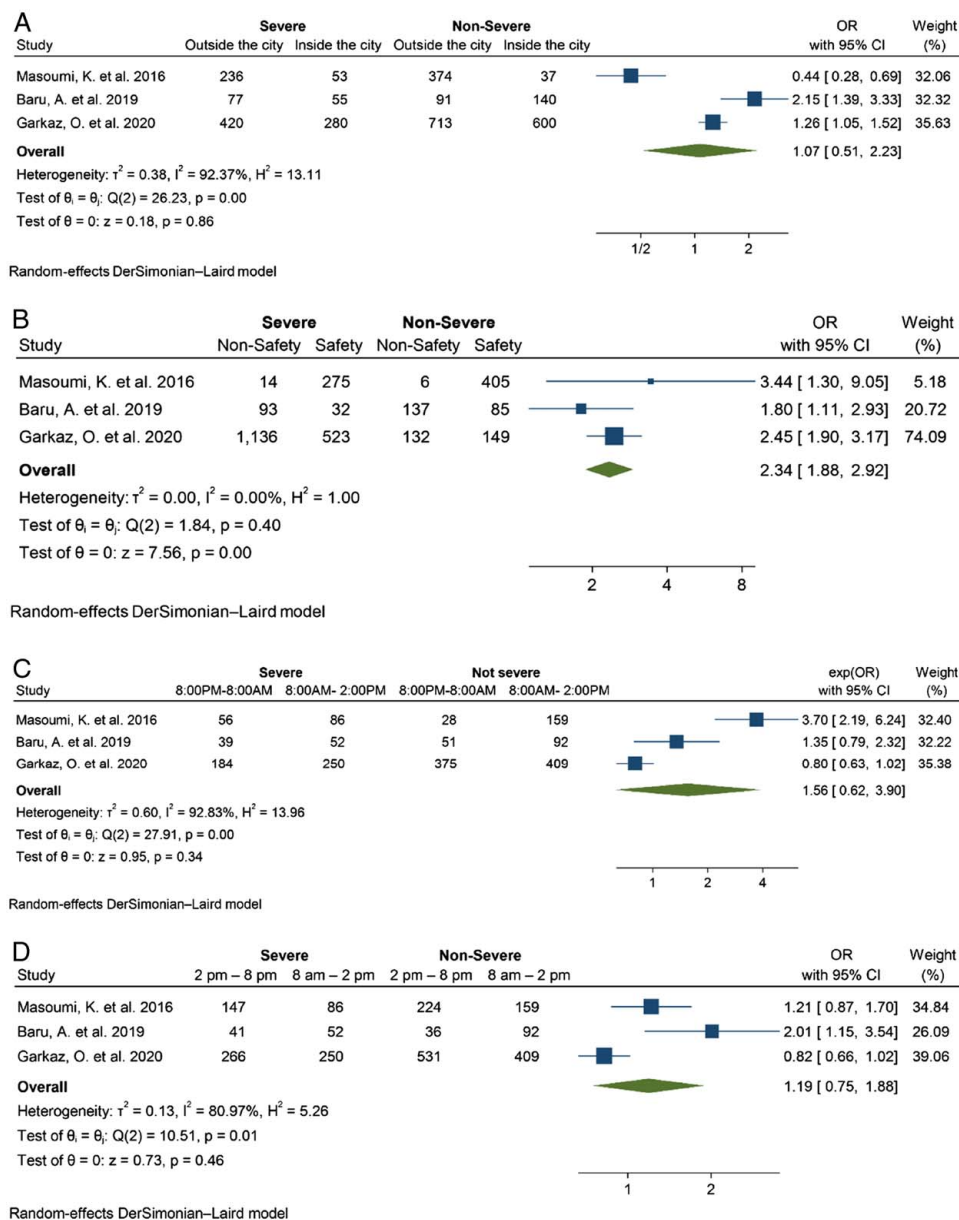 A
Severe Non-Severe OR Weight
Study Outside the city Inside the city Outside the city Inside the city with 95% CI (%)
Masoumi, K. et al. 2016 236 53 374 37 0.44 [ 0.28, 0.69] 32.06
Baru, A. et al. 2019 77 55 91 140 2.15 [ 1.39, 3.33] 32.32
Garkaz, O. et al. 2020 420 280 713 600 1.26 [ 1.05, 1.52] 35.63
Overall 1.07 [ 0.51, 2.23]
Heterogeneity: τ² = 0.38, I² = 92.37%, H² = 13.11
Test of θᵢ = θⱼ: Q(2) = 26.23, p = 0.00
Test of θ = 0: z = 0.18, p = 0.86
1/2 1 2
Random-effects DerSimonian–Laird model
B
Severe Non-Severe OR Weight
Study Non-Safety Safety Non-Safety Safety with 95% CI (%)
Masoumi, K. et al. 2016 14 275 6 405 3.44 [ 1.30, 9.05] 5.18
Baru, A. et al. 2019 93 32 137 85 1.80 [ 1.11, 2.93] 20.72
Garkaz, O. et al. 2020 1,136 523 132 149 2.45 [ 1.90, 3.17] 74.09
Overall 2.34 [ 1.88, 2.92]
Heterogeneity: τ² = 0.00, I² = 0.00%, H² = 1.00
Test of θᵢ = θⱼ: Q(2) = 1.84, p = 0.40
Test of θ = 0: z = 7.56, p = 0.00
2 4 8
Random-effects DerSimonian–Laird model
C
Severe Not severe exp(OR) Weight
Study 8:00PM-8:00AM 8:00AM- 2:00PM 8:00PM-8:00AM 8:00AM- 2:00PM with 95% CI (%)
Masoumi, K. et al. 2016 56 86 28 159 3.70 [ 2.19, 6.24] 32.40
Baru, A. et al. 2019 39 52 51 92 1.35 [ 0.79, 2.32] 32.22
Garkaz, O. et al. 2020 184 250 375 409 0.80 [ 0.63, 1.02] 35.38
Overall 1.56 [ 0.62, 3.90]
Heterogeneity: τ² = 0.60, I² = 92.83%, H² = 13.96
Test of θᵢ = θⱼ: Q(2) = 27.91, p = 0.00
Test of θ = 0: z = 0.95, p = 0.34
1 2 4
Random-effects DerSimonian–Laird model
D
Severe Non-Severe OR Weight
Study 2 pm – 8 pm 8 am – 2 pm 2 pm – 8 pm 8 am – 2 pm with 95% CI (%)
Masoumi, K. et al. 2016 147 86 224 159 1.21 [ 0.87, 1.70] 34.84
Baru, A. et al. 2019 41 52 36 92 2.01 [ 1.15, 3.54] 26.09
Garkaz, O. et al. 2020 266 250 531 409 0.82 [ 0.66, 1.02] 39.06
Overall 1.19 [ 0.75, 1.88]
Heterogeneity: τ² = 0.13, I² = 80.97%, H² = 5.26
Test of θᵢ = θⱼ: Q(2) = 10.51, p = 0.01
Test of θ = 0: z = 0.73, p = 0.46
1 2
Random-effects DerSimonian–Laird model